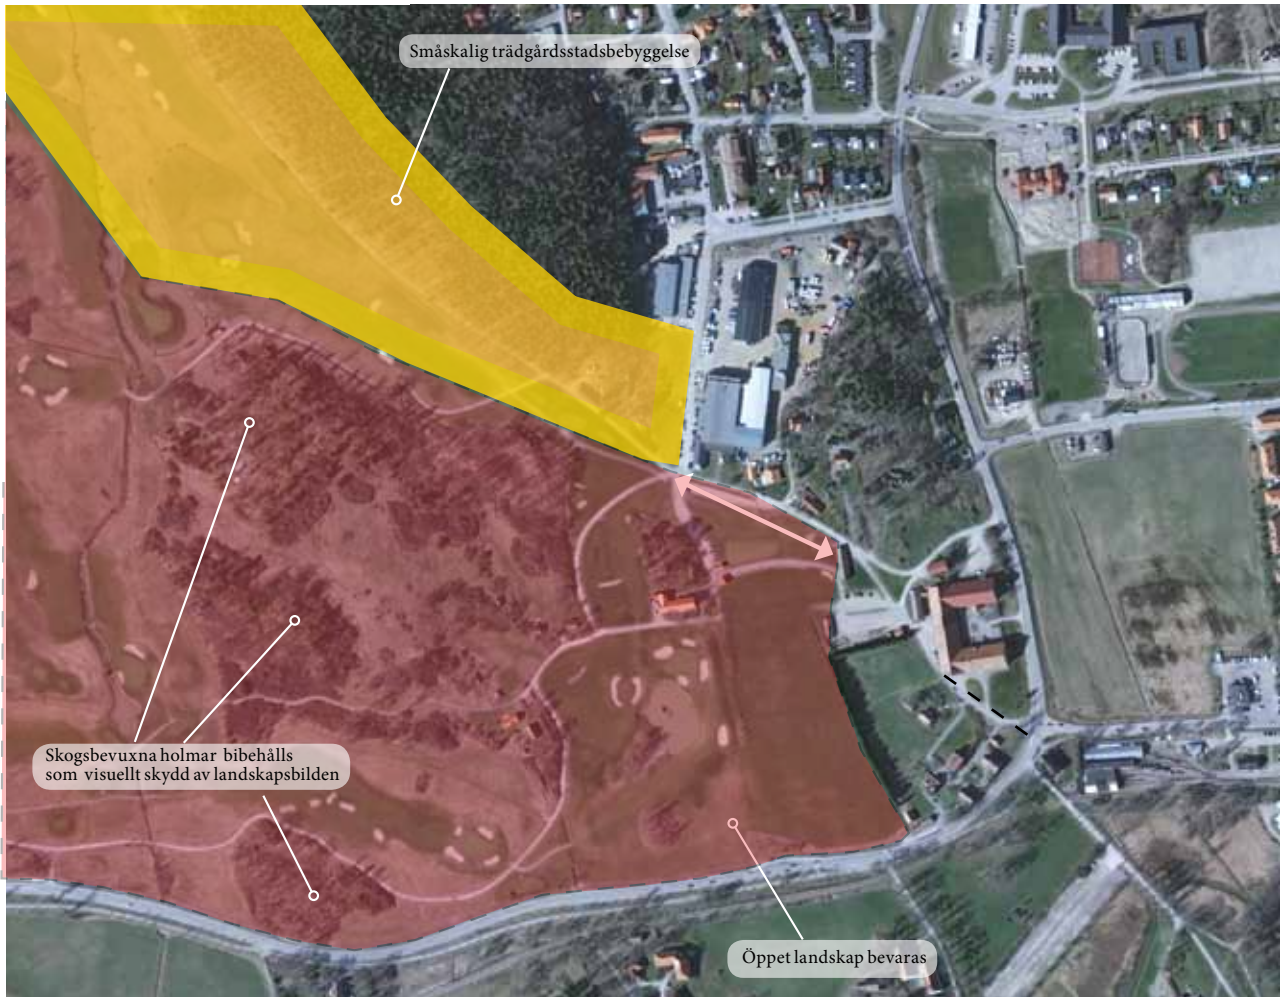 Småskalig trädgårdsstadsbebyggelse
Skogsbevuxna holmar bibehålls
som visuellt skydd av landskapsbilden
Öppet landskap bevaras